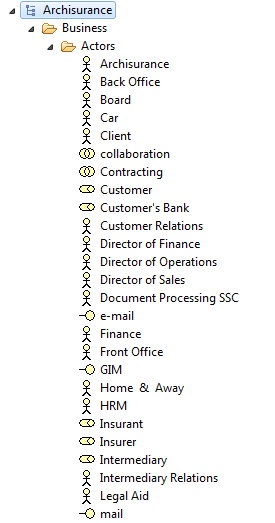 Archisurance
Business
Actors
Archisurance
Back Office
Board
Car
Client
collaboration
Contracting
Customer
Customer's Bank
Customer Relations
Director of Finance
Director of Operations
Director of Sales
Document Processing SSC
e-mail
Finance
Front Office
GIM
Home & Away
HRM
Insurant
Insurer
Intermediary
Intermediary Relations
Legal Aid
mail